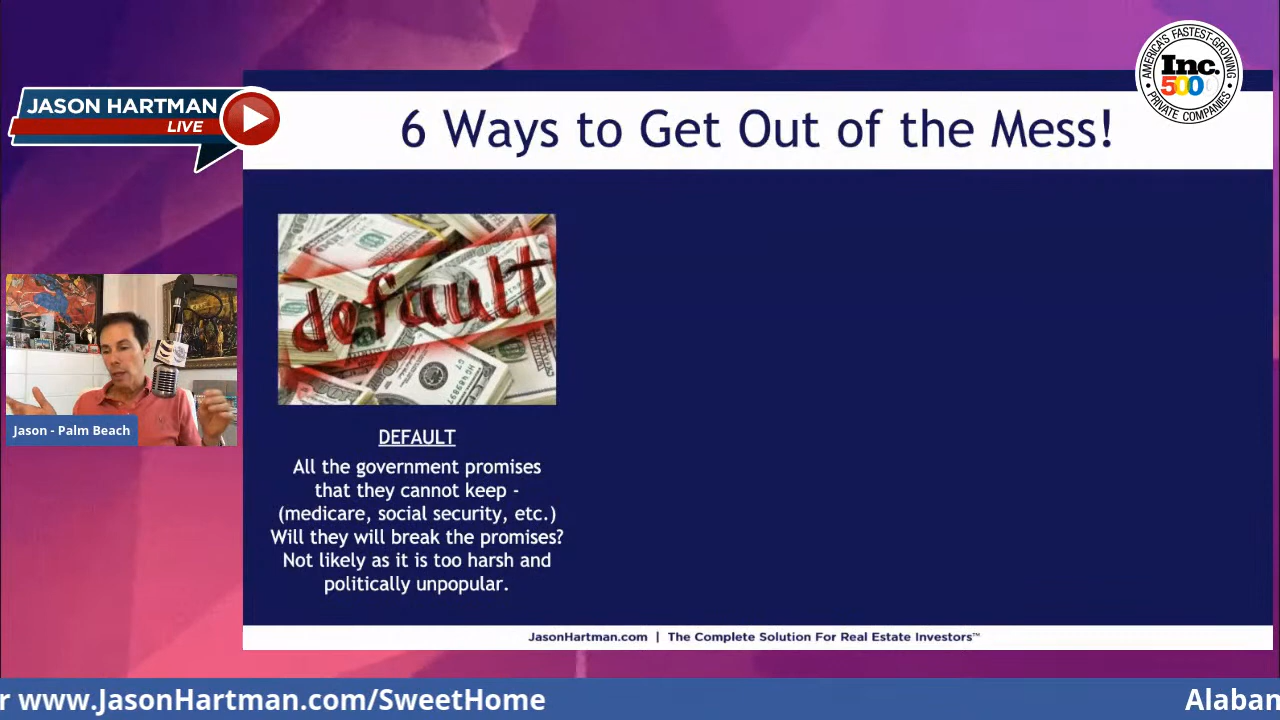 AMERICA'S FASTEST-GROWING
Inc.
500
PRIVATE COMPANIES
JASON HARTMAN
LIVE
6 Ways to Get Out of the Mess!
default
Jason - Palm Beach
DEFAULT
All the government promises
that they cannot keep -
(medicare, social security, etc.)
Will they will break the promises?
Not likely as it is too harsh and
politically unpopular.
JasonHartman.com | The Complete Solution For Real Estate Investors™
r www.JasonHartman.com/SweetHome
Alaban